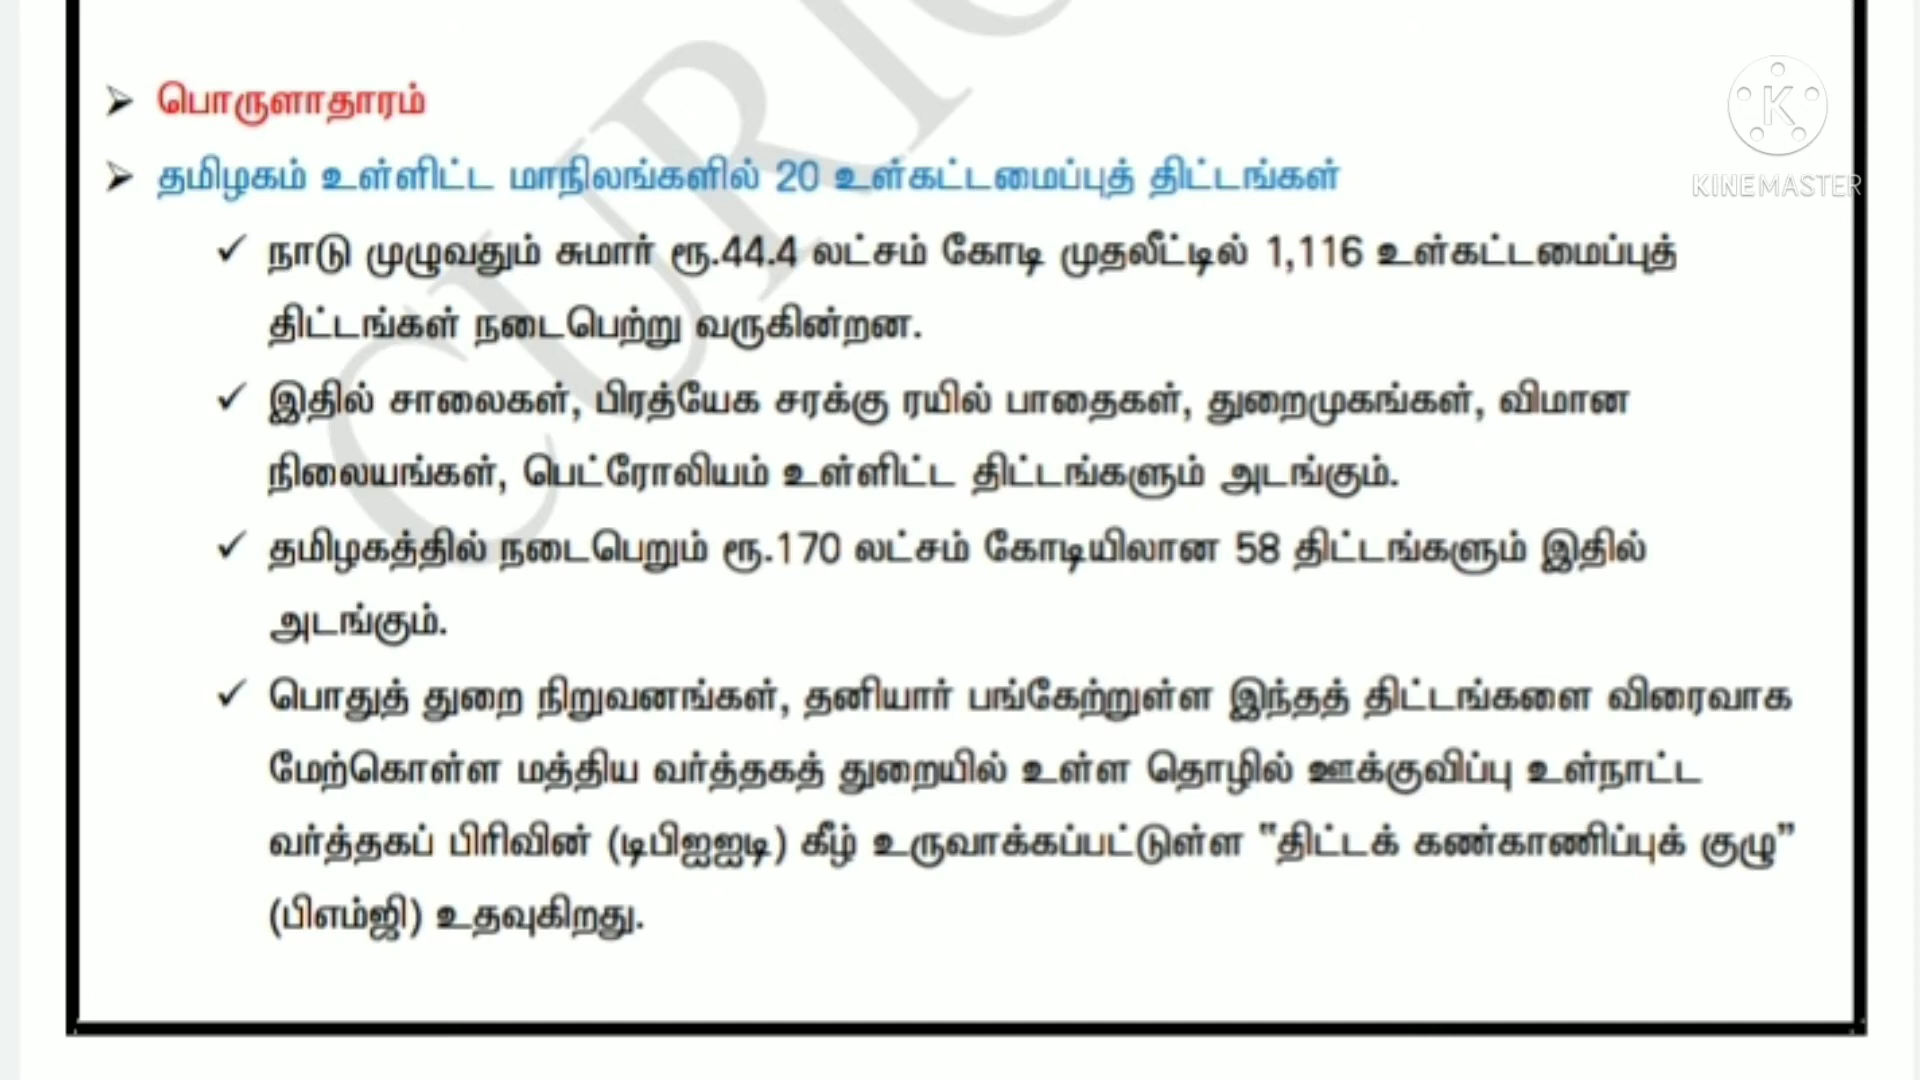 ➤ பொருளாதாரம்
➤ தமிழகம் உள்ளிட்ட மாநிலங்களில் 20 உள்கட்டமைப்புத் திட்டங்கள்
✓ நாடு முழுவதும் சுமார் ரூ.44.4 லட்சம் கோடி முதலீட்டில் 1,116 உள்கட்டமைப்புத்
திட்டங்கள் நடைபெற்று வருகின்றன.
✓ இதில் சாலைகள், பிரத்யேக சரக்கு ரயில் பாதைகள், துறைமுகங்கள், விமான
நிலையங்கள், பெட்ரோலியம் உள்ளிட்ட திட்டங்களும் அடங்கும்.
✓ தமிழகத்தில் நடைபெறும் ரூ.170 லட்சம் கோடியிலான 58 திட்டங்களும் இதில்
அடங்கும்.
✓ பொதுத் துறை நிறுவனங்கள், தனியார் பங்கேற்றுள்ள இந்தத் திட்டங்களை விரைவாக
மேற்கொள்ள மத்திய வர்த்தகத் துறையில் உள்ள தொழில் ஊக்குவிப்பு உள்நாட்ட
வர்த்தகப் பிரிவின் (டிபிஐஐடி) கீழ் உருவாக்கப்பட்டுள்ள "திட்டக் கண்காணிப்புக் குழு"
(பிஎம்ஜி) உதவுகிறது.
K
KINEMASTER